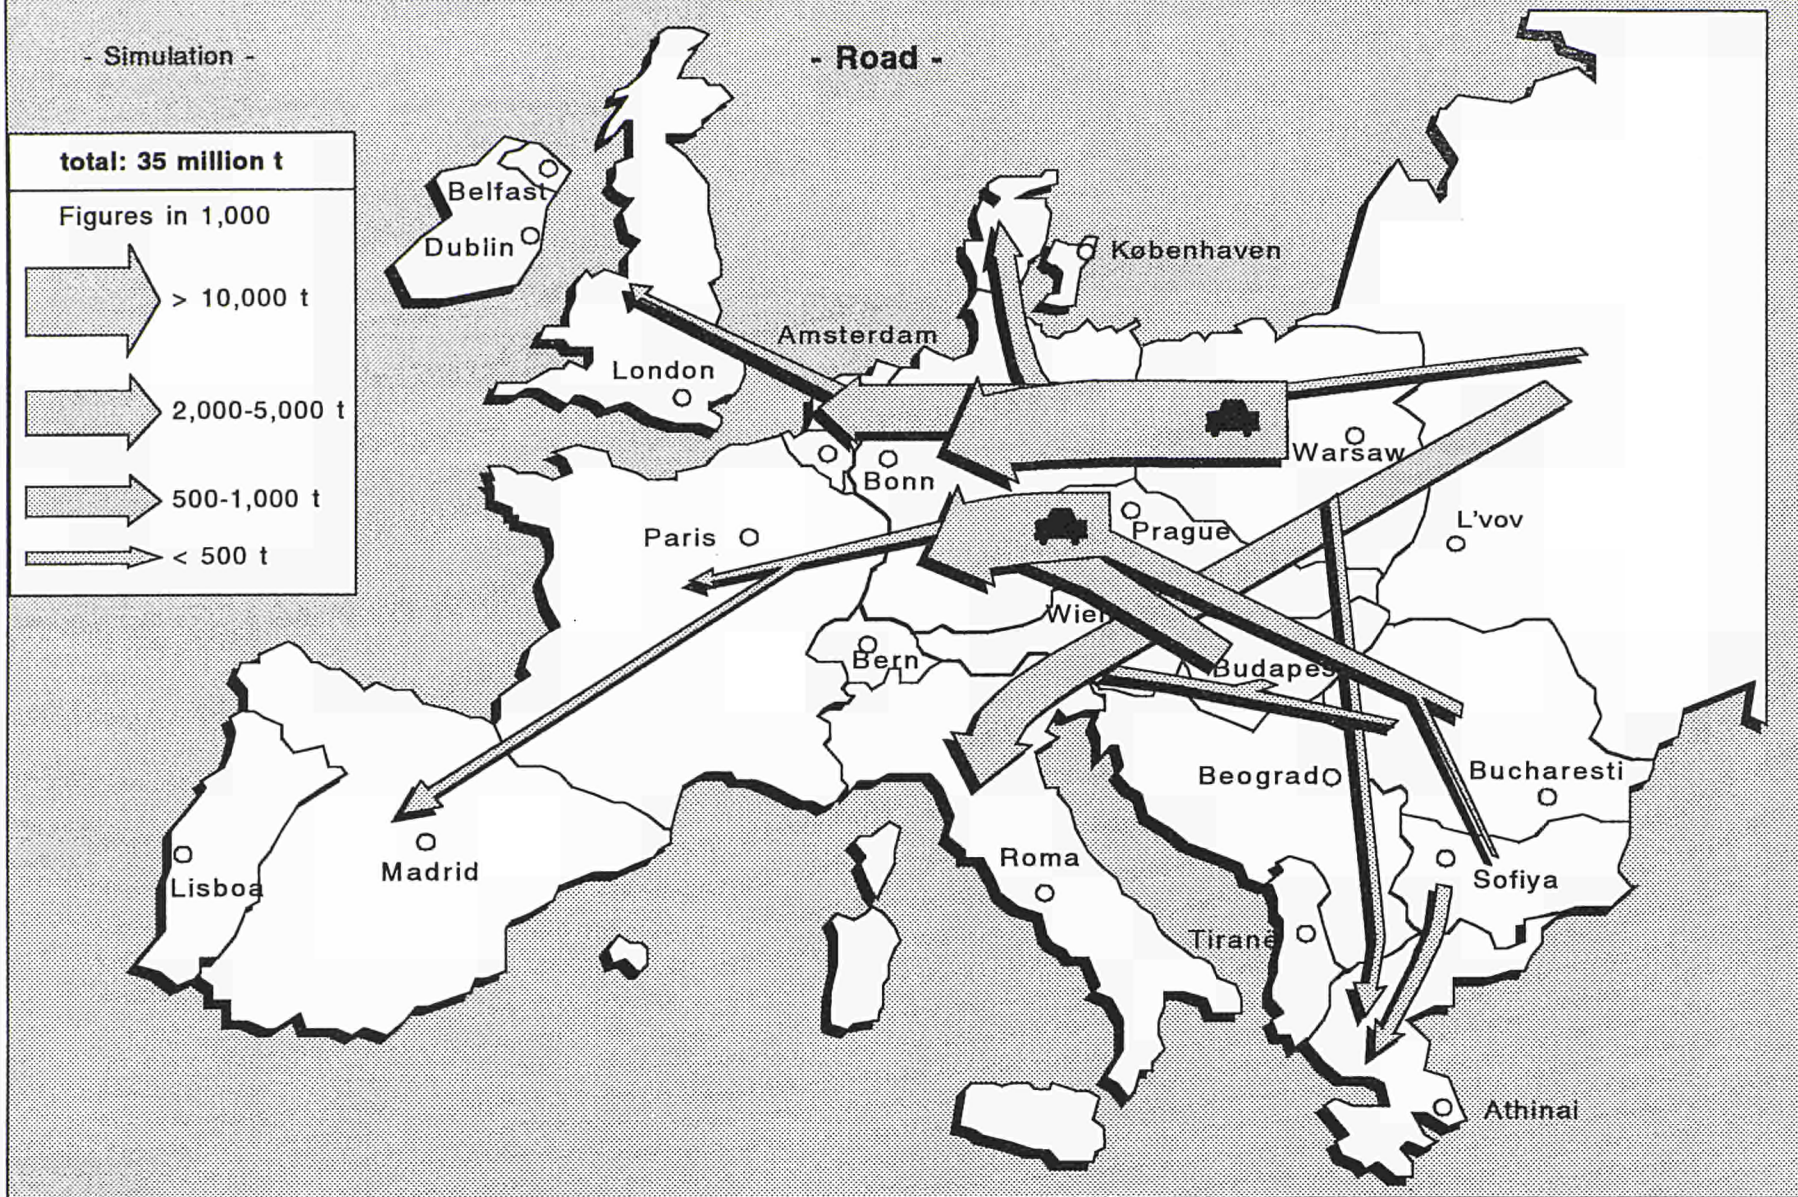 - Simulation -
- Road -
total: 35 million t
Figures in 1,000
> 10,000 t
2,000-5,000 t
500-1,000 t
< 500 t
Belfast
Dublin
København
Amsterdam
London
Warsaw
Bonn
L'vov
Prague
Paris
Wien
Bern
Budapes
Beograd
Bucharesti
Roma
Madrid
Sofiya
Lisboa
Tiranë
Athinai